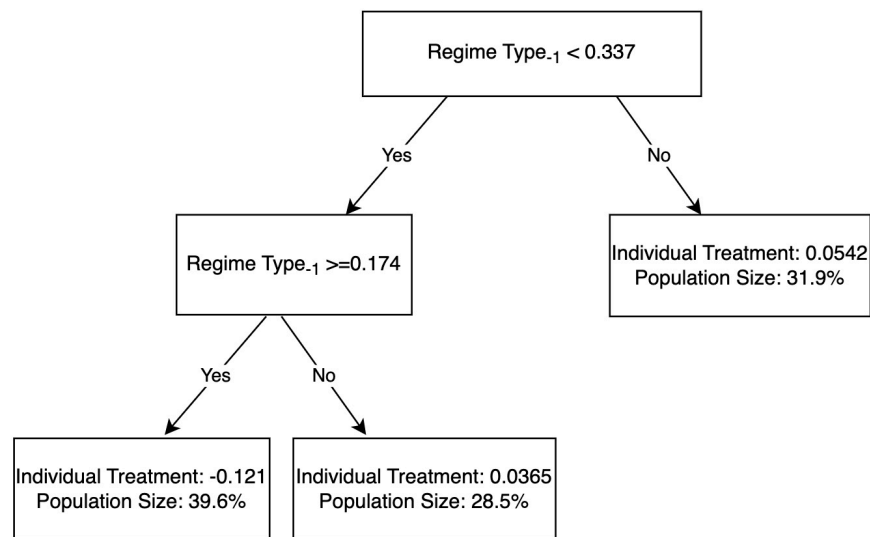 Regime Type-1 < 0.337
Yes
No
Regime Type-1 >=0.174
Individual Treatment: 0.0542
Population Size: 31.9%
Yes
No
Individual Treatment: -0.121
Population Size: 39.6%
Individual Treatment: 0.0365
Population Size: 28.5%